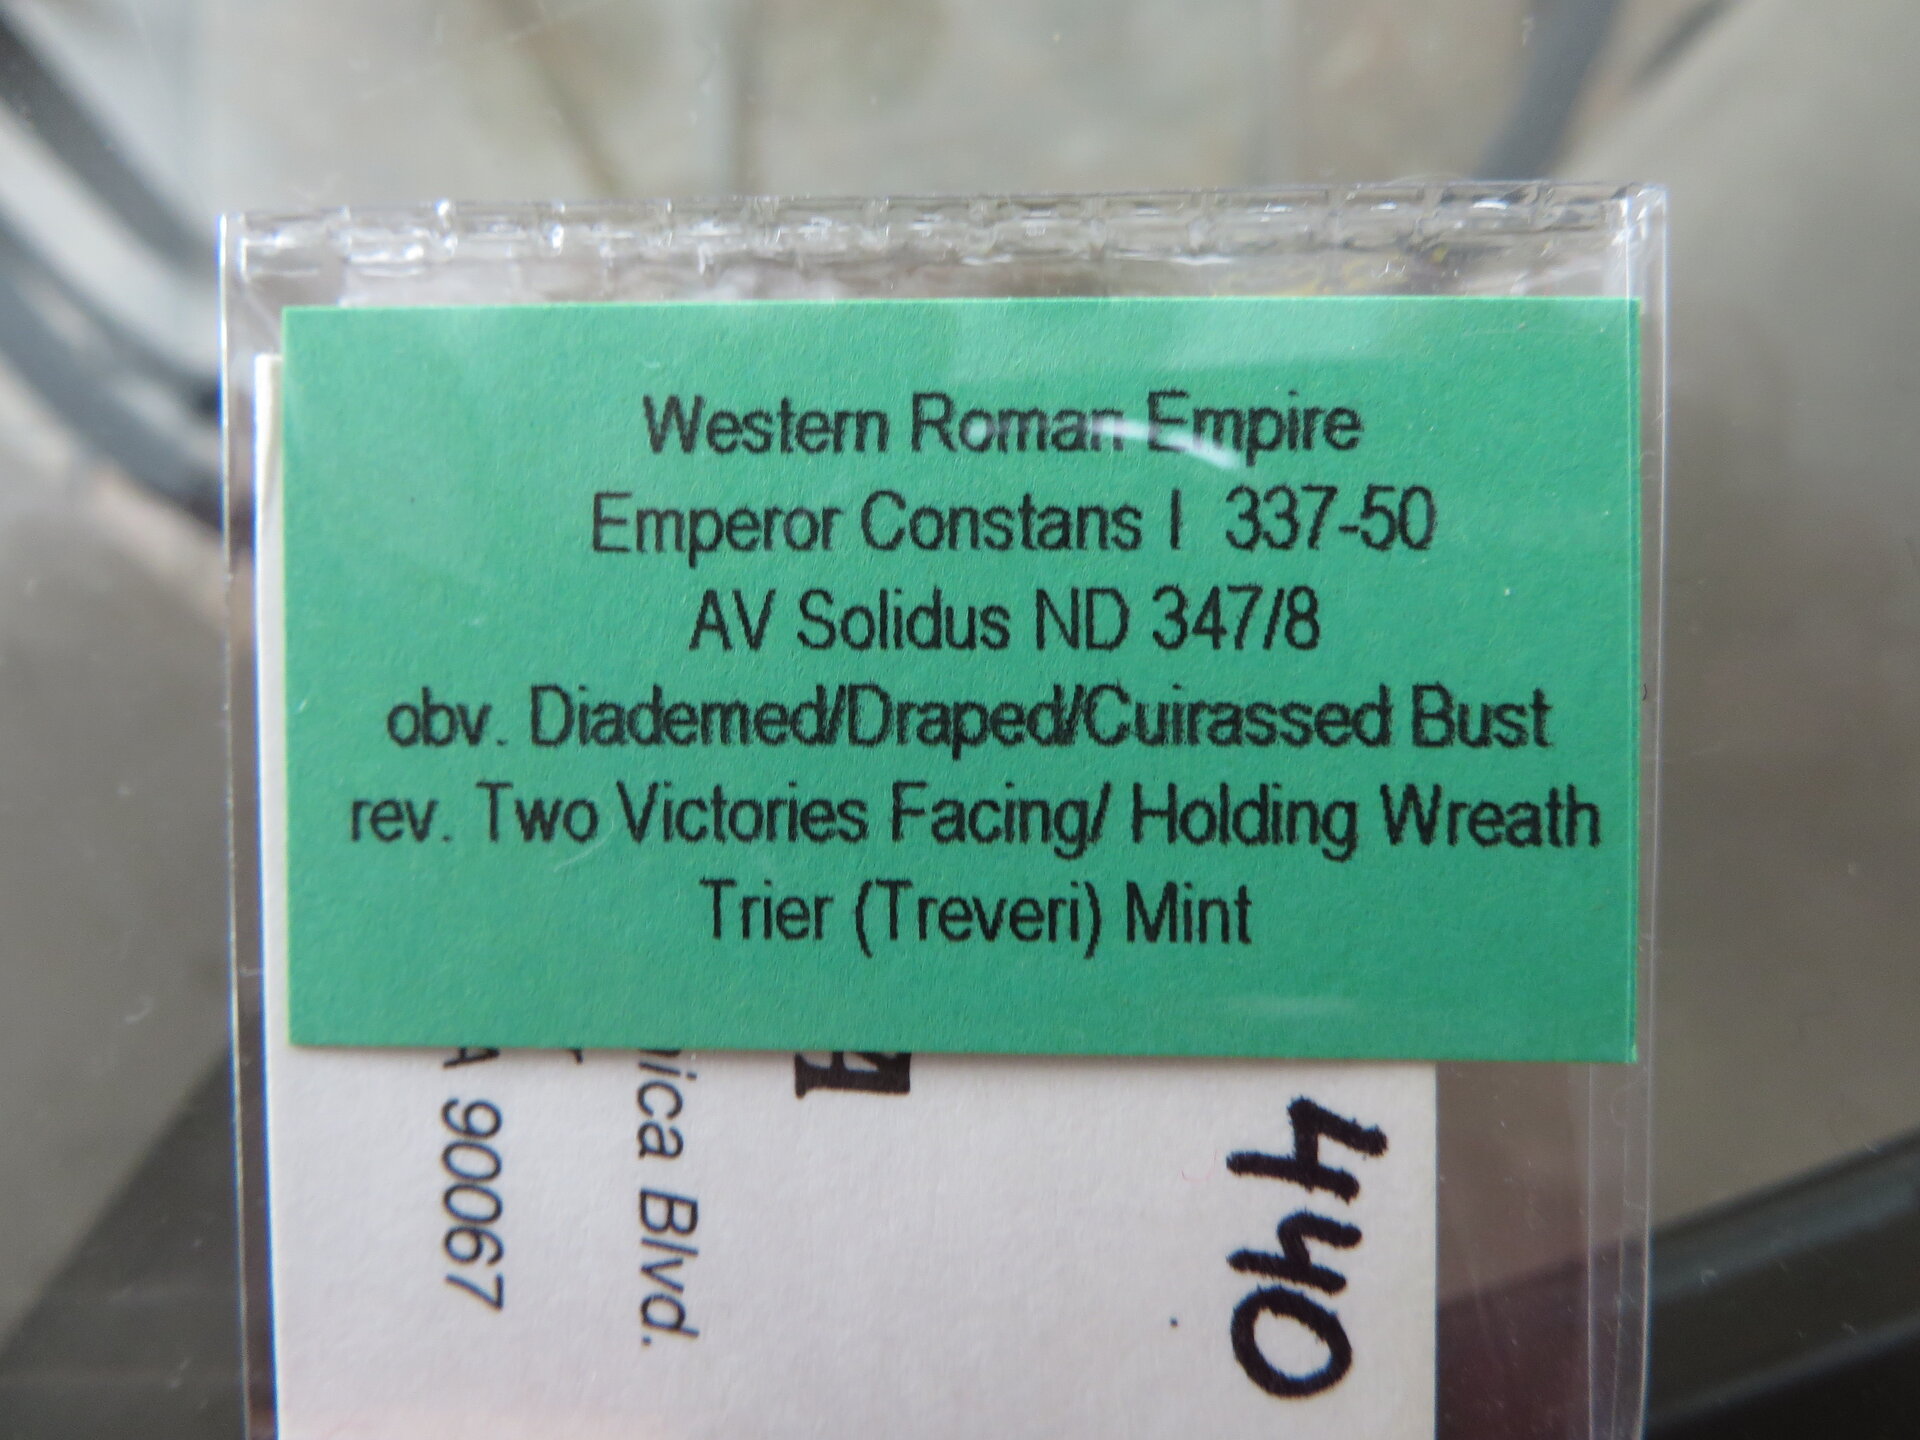 Western Roman Empire
Emperor Constans I  337-50
AV Solidus ND 347/8
obv. Diademed/Draped/Cuirassed Bust
rev. Two Victories Facing/ Holding Wreath
Trier (Treveri) Mint
440
Blvd.
90067